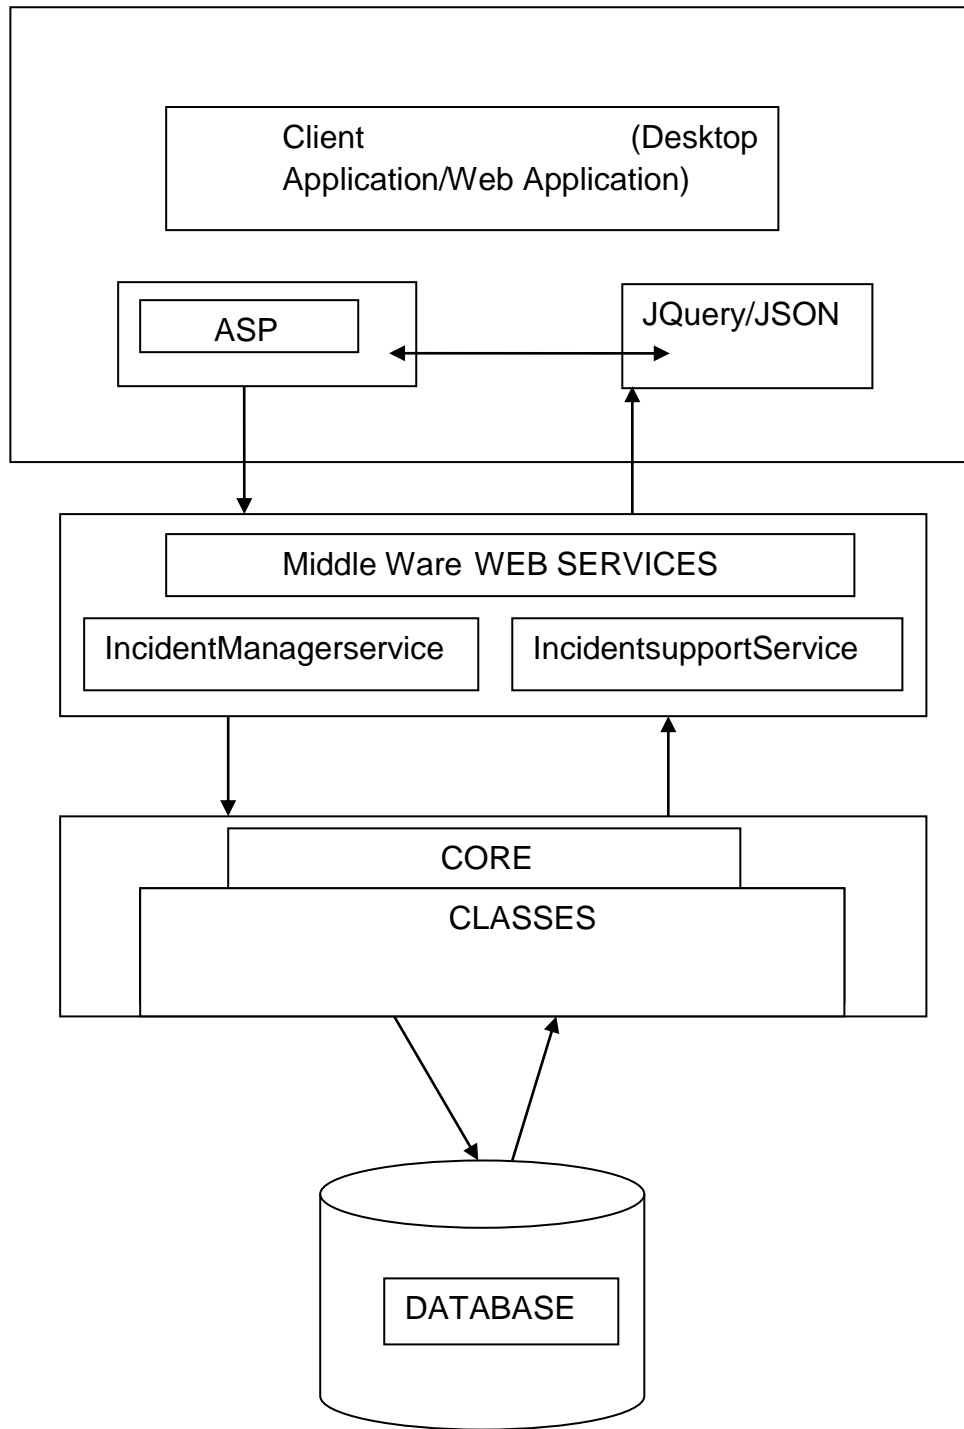 Client (Desktop
Application/Web Application)
ASP
JQuery/JSON
Middle Ware WEB SERVICES
IncidentManagerservice
IncidentsupportService
CORE
CLASSES
DATABASE